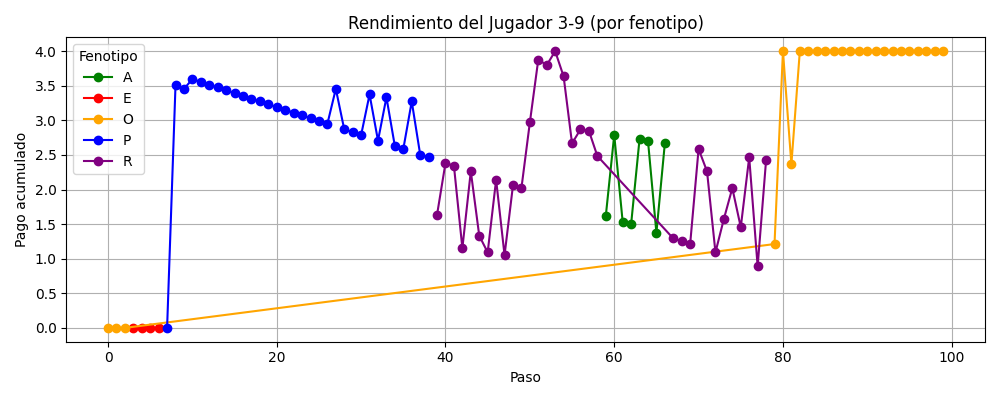 Rendimiento del Jugador 3-9 (por fenotipo)
Pago acumulado
4.0
3.5
3.0
2.5
2.0
1.5
1.0
0.5
0.0
Fenotipo
A
E
O
P
R
0 20 40 60 80 100
Paso